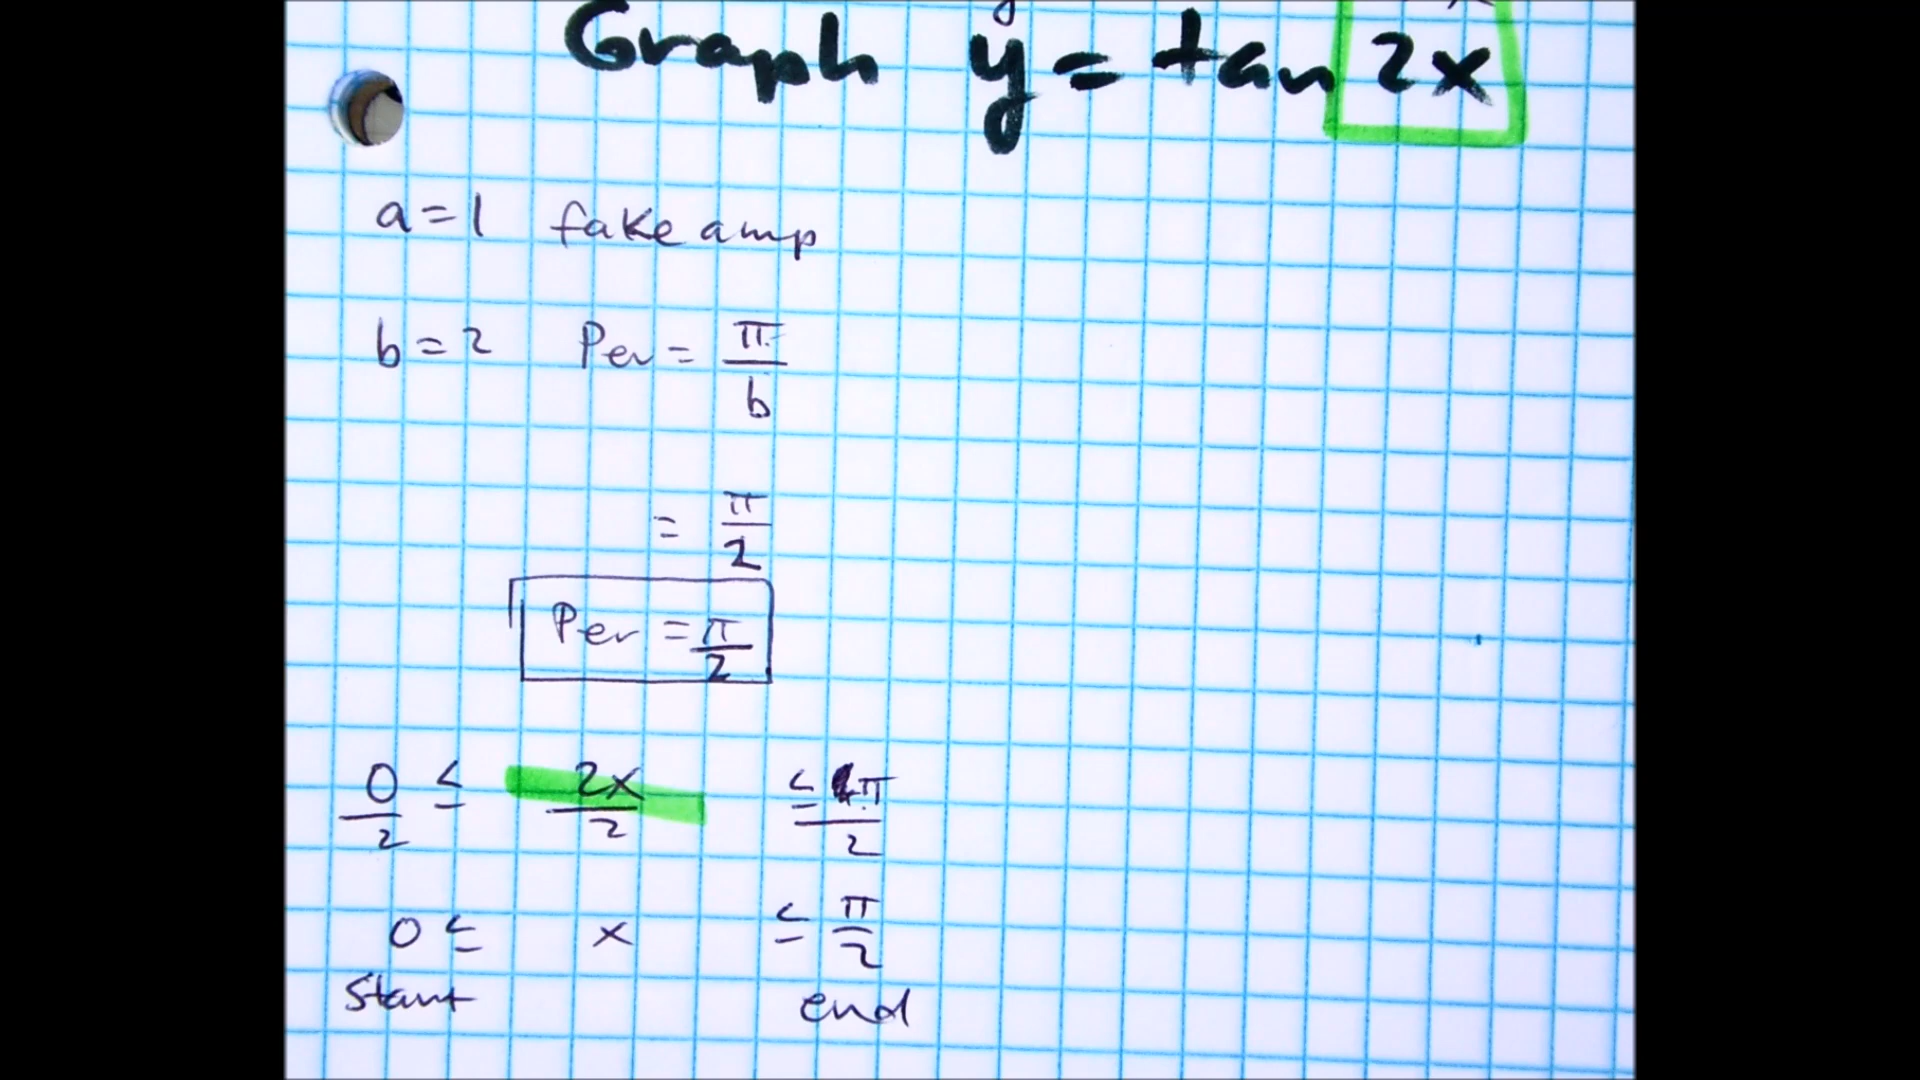 Graph y = tan 2x
a = 1 fake amp
b = 2 Per = π/b
= π/2
Per = π/2
0/2 ≤ 2x/2 ≤ π/2
0 ≤ x ≤ π/2
start end